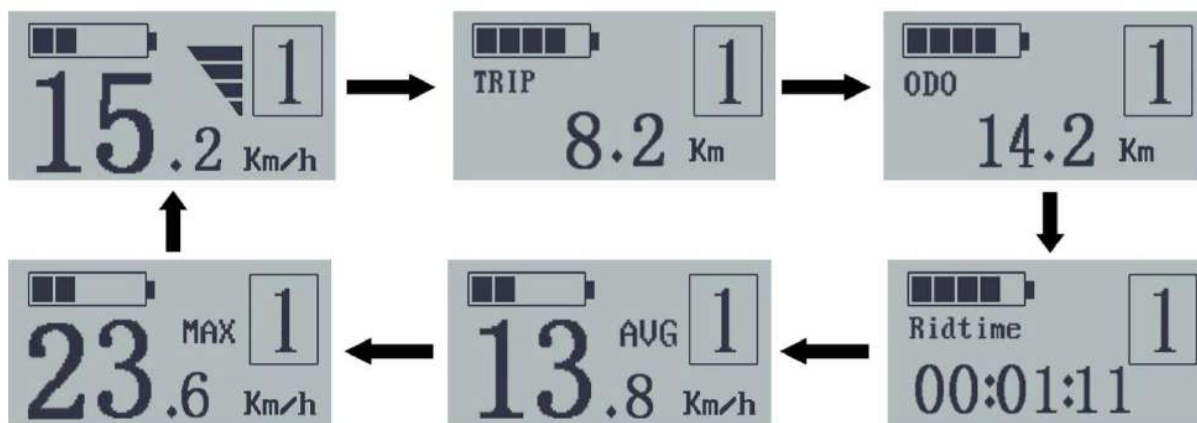 1
15.2 Km/h
1
TRIP
8.2 Km
1
ODO
14.2 Km
1
MAX
23.6 Km/h
1
AVG
13.8 Km/h
1
Ridtime
00:01:11